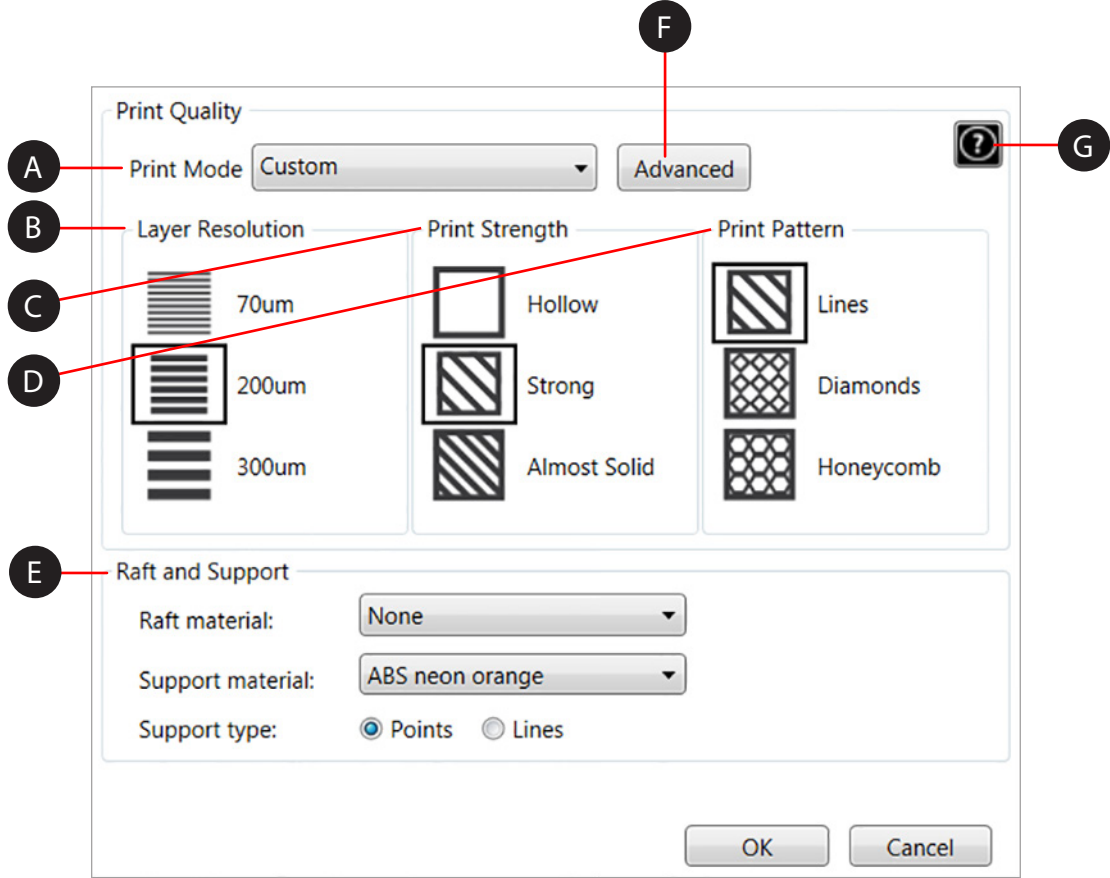 F
Print Quality
A
Print Mode Custom Advanced
?
G
B
Layer Resolution Print Strength Print Pattern
C
70um Hollow Lines
D
200um Strong Diamonds
300um Almost Solid Honeycomb
E
Raft and Support
Raft material: None
Support material: ABS neon orange
Support type: Points Lines
OK Cancel